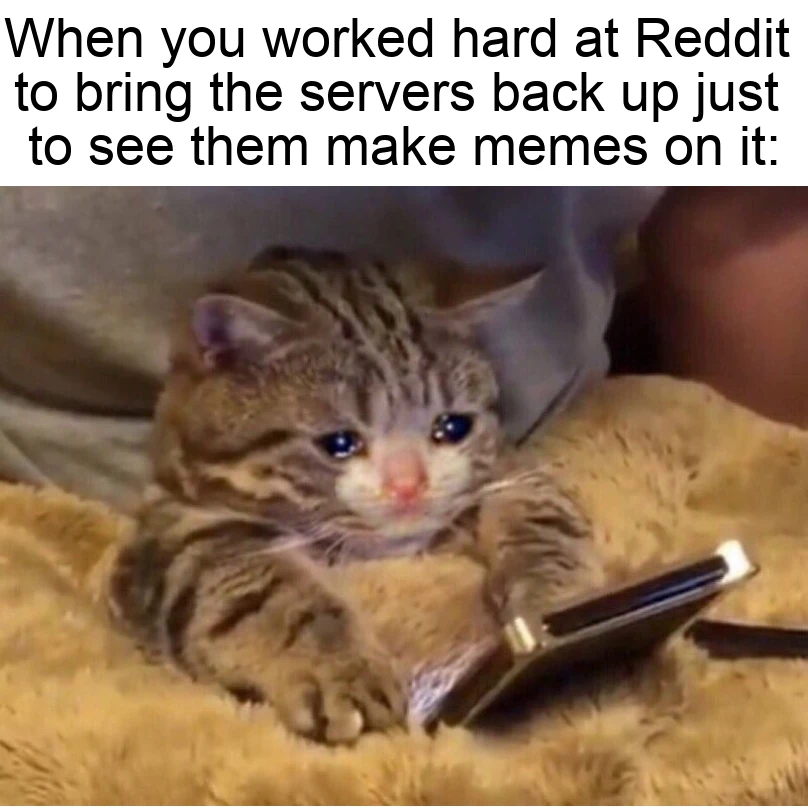 When you worked hard at Reddit
to bring the servers back up just
to see them make memes on it: